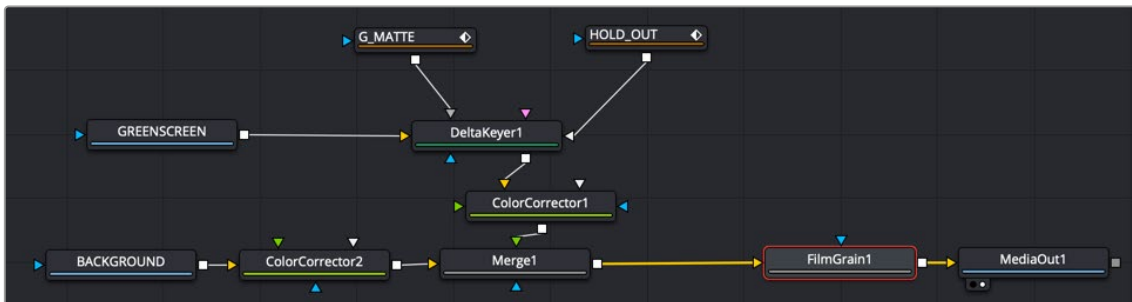 G_MATTE
HOLD_OUT
GREENSCREEN
DeltaKeyer1
ColorCorrector1
BACKGROUND
ColorCorrector2
Merge1
FilmGrain1
MediaOut1